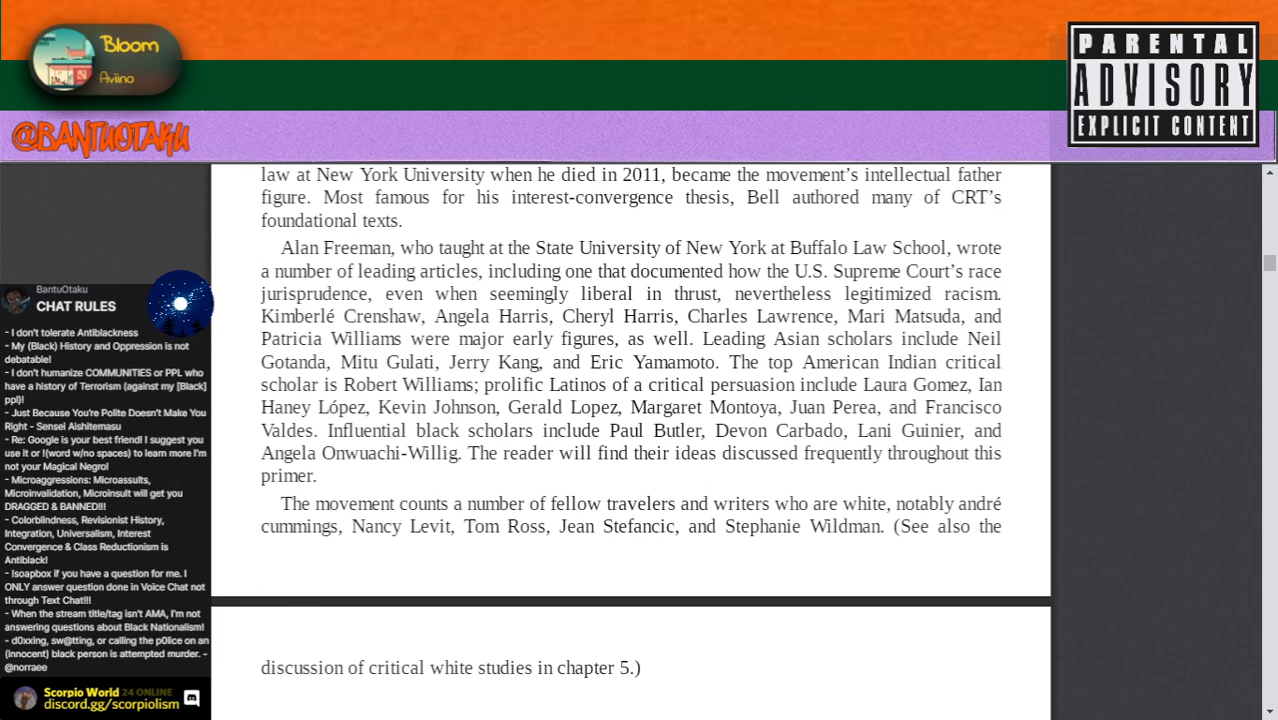 Bloom
Aviino
PARENTAL
ADVISORY
EXPLICIT CONTENT
@BANTUOTAKU
law at New York University when he died in 2011, became the movement's intellectual father
figure. Most famous for his interest-convergence thesis, Bell authored many of CRT's
foundational texts.
Alan Freeman, who taught at the State University of New York at Buffalo Law School, wrote
a number of leading articles, including one that documented how the U.S. Supreme Court's race
jurisprudence, even when seemingly liberal in thrust, nevertheless legitimized racism.
Kimberlé Crenshaw, Angela Harris, Cheryl Harris, Charles Lawrence, Mari Matsuda, and
Patricia Williams were major early figures, as well. Leading Asian scholars include Neil
Gotanda, Mitu Gulati, Jerry Kang, and Eric Yamamoto. The top American Indian critical
scholar is Robert Williams; prolific Latinos of a critical persuasion include Laura Gomez, Ian
Haney López, Kevin Johnson, Gerald Lopez, Margaret Montoya, Juan Perea, and Francisco
Valdes. Influential black scholars include Paul Butler, Devon Carbado, Lani Guinier, and
Angela Onwuachi-Willig. The reader will find their ideas discussed frequently throughout this
primer.
The movement counts a number of fellow travelers and writers who are white, notably andré
cummings, Nancy Levit, Tom Ross, Jean Stefancic, and Stephanie Wildman. (See also the
discussion of critical white studies in chapter 5.)
BantuOtaku
CHAT RULES
- I don't tolerate Antiblackness
- My (Black) History and Oppression is not
debatable!
- I don't humanize COMMUNITIES or PPL who
have a history of Terrorism (against my [Black]
ppl)!
- Just Because You're Polite Doesn't Make You
Right - Sensei Aishitemasu
- Re: Google is your best friend! I suggest you
use it or !(word w/no spaces) to learn more I'm
not your Magical Negro!
- Microaggressions: Microassults,
Microinvalidation, Microinsult will get you
DRAGGED & BANNED!!!
- Colorblindness, Revisionist History,
Integration, Universalism, Interest
Convergence & Class Reductionism is
Antiblack!
- !soapbox if you have a question for me. I
ONLY answer question done in Voice Chat not
through Text Chat!!!
- When the stream title/tag isn't AMA, I'm not
answering questions about Black Nationalism!
- d0xxing, sw@tting, or calling the p0lice on an
(innocent) black person is attempted murder. -
@norraee
Scorpio World 24 ONLINE
discord.gg/scorpiolism